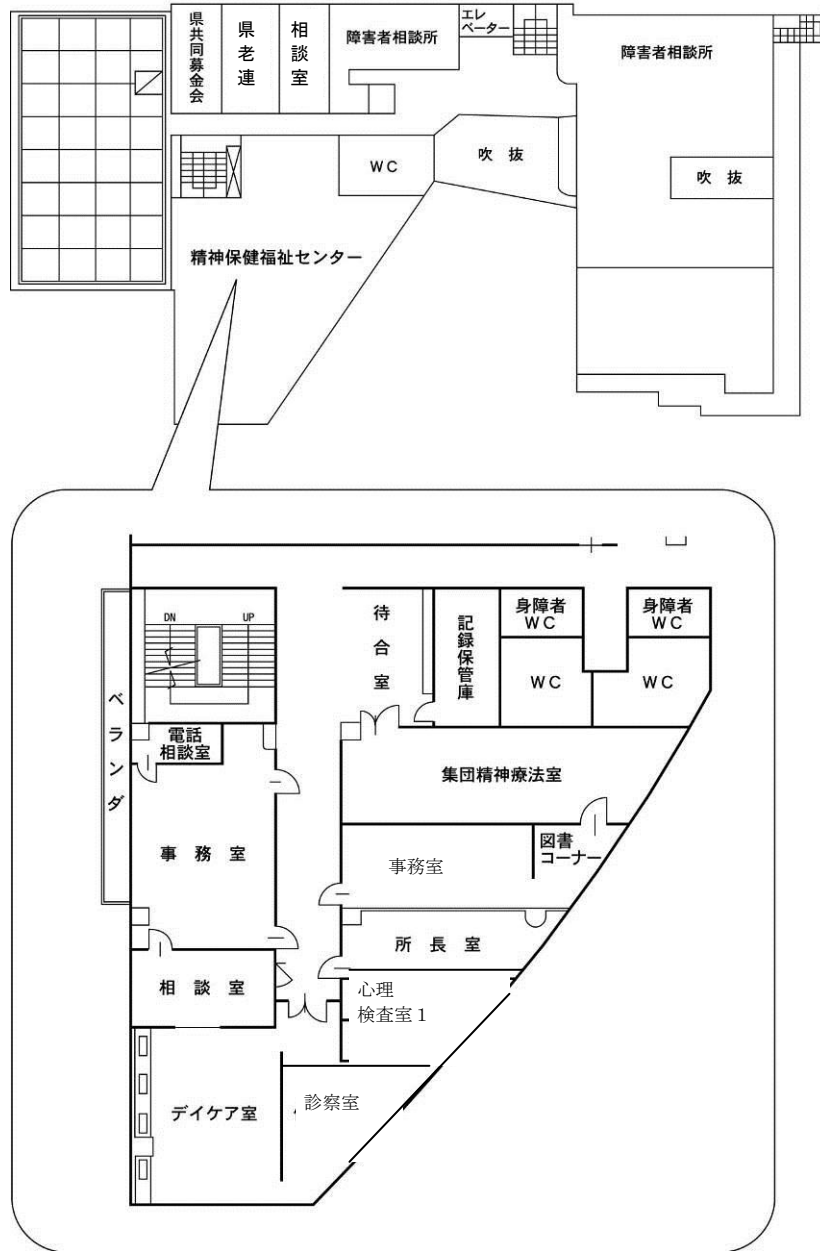 県共同募金会
県老連
相談室
障害者相談所
エレ
ベーター
障害者相談所
WC
吹抜
吹抜
精神保健福祉センター
DN
UP
待合室
記録保管庫
身障者
WC
身障者
WC
WC
WC
ベランダ
電話
相談室
集団精神療法室
事務室
事務室
図書
コーナー
所長室
相談室
心理
検査室1
デイケア室
診察室